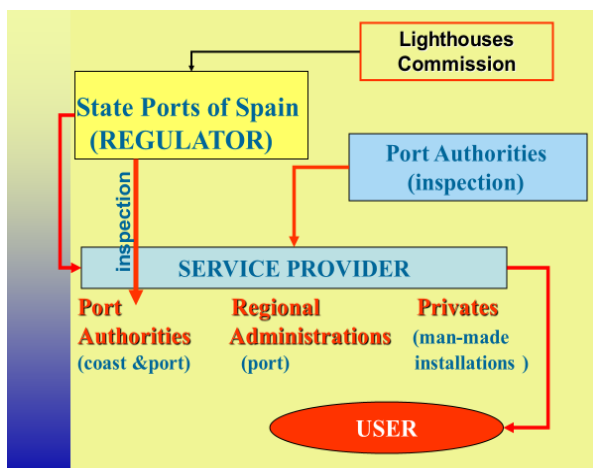 Lighthouses
Commission
State Ports of Spain
(REGULATOR)
Port Authorities
(inspection)
inspection
SERVICE PROVIDER
Port
Authorities
(coast &port)
Regional
Administrations
(port)
Privates
(man-made
installations )
USER